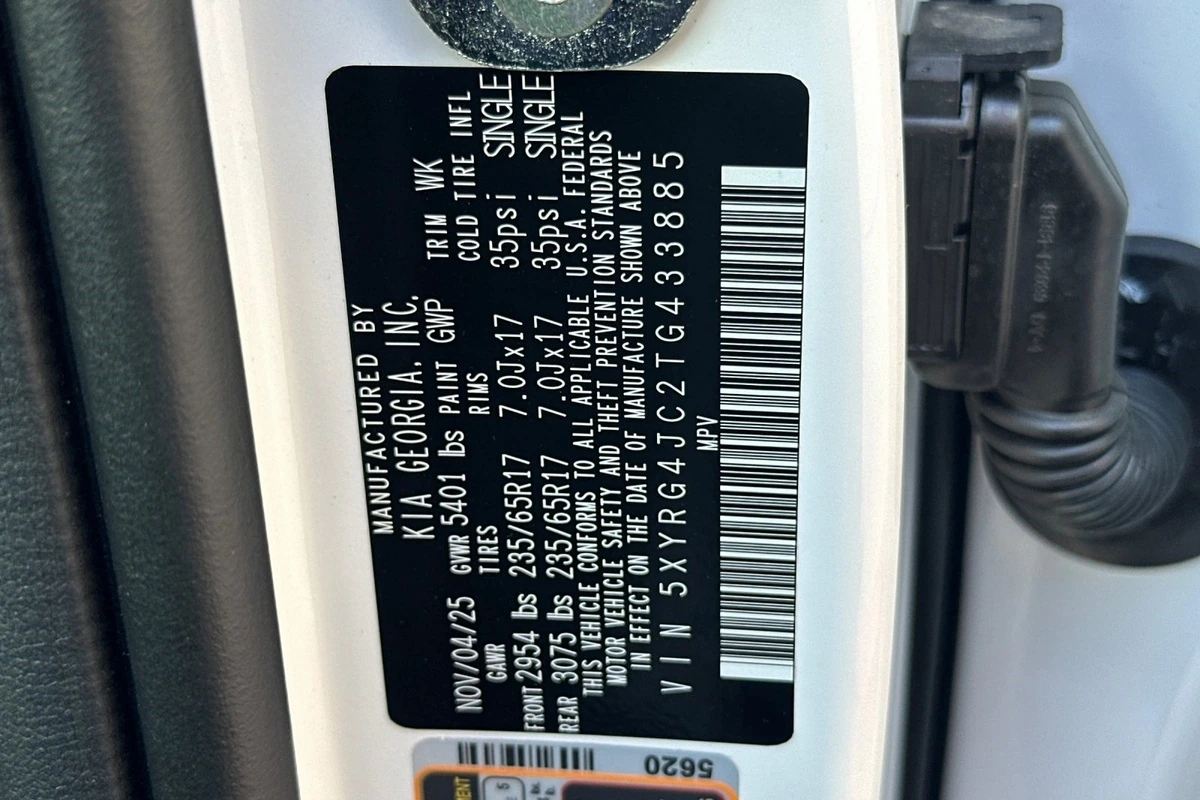 MANUFACTURED BY
KIA GEORGIA, INC.
NOV/04/25 GVWR 5401 lbs PAINT GWP TRIM WK
GAWR TIRES RIMS COLD TIRE INFL
FRONT 2954 lbs 235/65R17 7.0Jx17 35psi SINGLE
REAR 3075 lbs 235/65R17 7.0Jx17 35psi SINGLE
THIS VEHICLE CONFORMS TO ALL APPLICABLE U.S.A. FEDERAL
MOTOR VEHICLE SAFETY AND THEFT PREVENTION STANDARDS
IN EFFECT ON THE DATE OF MANUFACTURE SHOWN ABOVE
VIN 5XYRG4JC2TG433885
MPV
5620